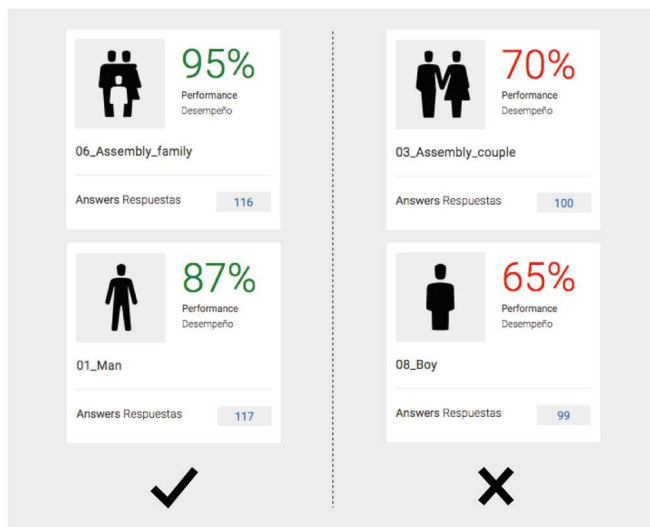 95%
Performance
Desempeño
06_Assembly_family
Answers Respuestas 116
87%
Performance
Desempeño
01_Man
Answers Respuestas 117
70%
Performance
Desempeño
03_Assembly_couple
Answers Respuestas 100
65%
Performance
Desempeño
08_Boy
Answers Respuestas 99